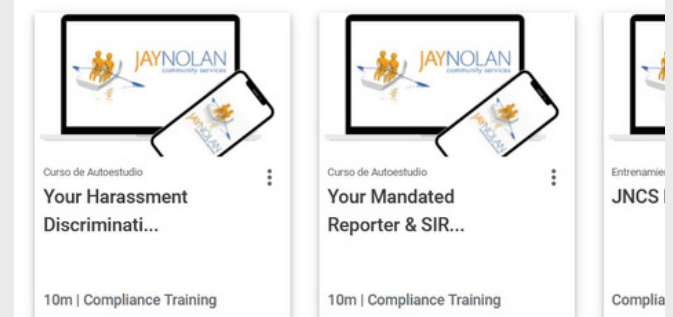 JAYNOLAN
community services
JAYNOLAN
Curso de Autoestudio
Your Harassment
Discriminati...
10m | Compliance Training
JAYNOLAN
community services
JAYNOLAN
Curso de Autoestudio
Your Mandated
Reporter & SIR...
10m | Compliance Training
Entrenamie
JNCS
Complia